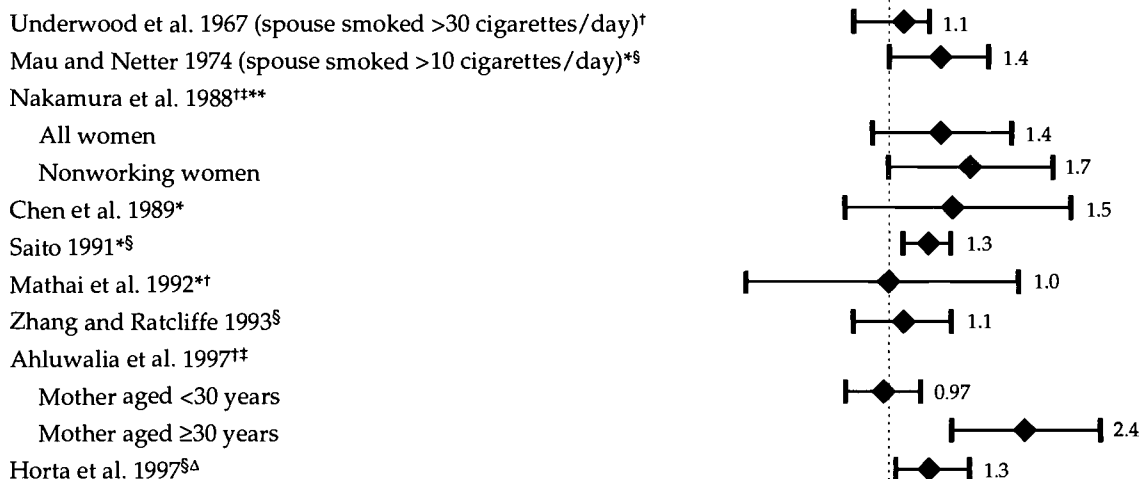 Underwood et al. 1967 (spouse smoked >30 cigarettes/day)† 1.1
Mau and Netter 1974 (spouse smoked >10 cigarettes/day)*§ 1.4
Nakamura et al. 1988†‡**
All women 1.4
Nonworking women 1.7
Chen et al. 1989* 1.5
Saito 1991*§ 1.3
Mathai et al. 1992*† 1.0
Zhang and Ratcliffe 1993§ 1.1
Ahluwalia et al. 1997†‡
Mother aged <30 years 0.97
Mother aged ≥30 years 2.4
Horta et al. 1997§Δ 1.3